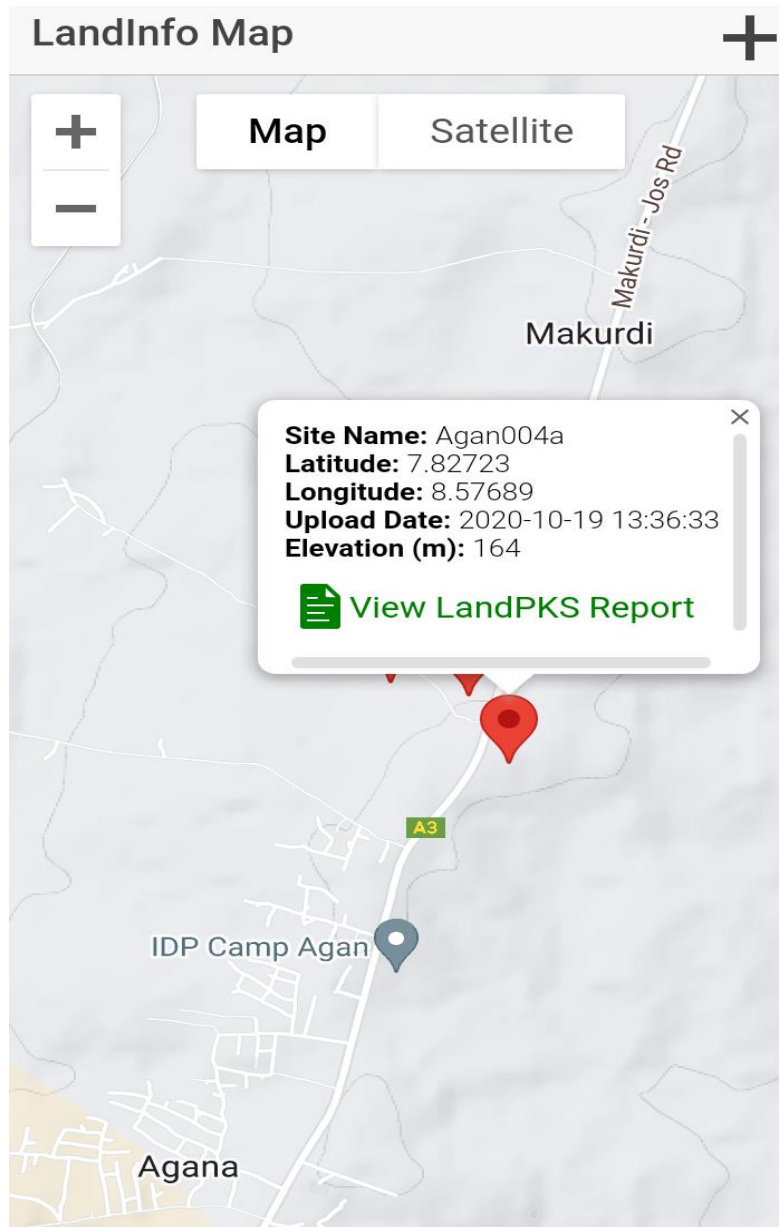 LandInfo Map
Map
Satellite
Makurdi - Jos Rd
Makurdi
Site Name: Agan004a
Latitude: 7.82723
Longitude: 8.57689
Upload Date: 2020-10-19 13:36:33
Elevation (m): 164
View LandPKS Report
A3
IDP Camp Agan
Agana